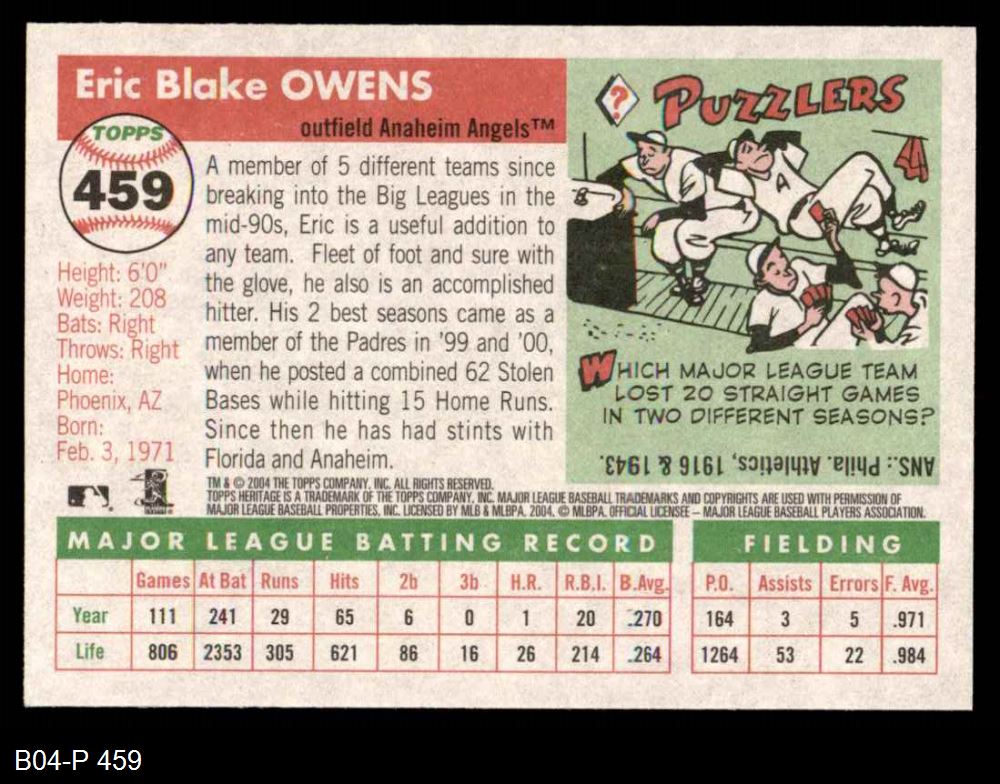 Eric Blake OWENS
outfield Anaheim Angels™
TOPPS
459
Height: 6'0"
Weight: 208
Bats: Right
Throws: Right
Home:
Phoenix, AZ
Born:
Feb. 3, 1971
A member of 5 different teams since
breaking into the Big Leagues in the
mid-90s, Eric is a useful addition to
any team. Fleet of foot and sure with
the glove, he also is an accomplished
hitter. His 2 best seasons came as a
member of the Padres in '99 and '00,
when he posted a combined 62 Stolen
Bases while hitting 15 Home Runs.
Since then he has had stints with
Florida and Anaheim.
? PUZZLERS
B
A
WHICH MAJOR LEAGUE TEAM
LOST 20 STRAIGHT GAMES
IN TWO DIFFERENT SEASONS?
ANS.: Phila. Athletics, 1916 & 1943.
TM & © 2004 THE TOPPS COMPANY, INC. ALL RIGHTS RESERVED.
TOPPS HERITAGE IS A TRADEMARK OF THE TOPPS COMPANY, INC. MAJOR LEAGUE BASEBALL TRADEMARKS AND COPYRIGHTS ARE USED WITH PERMISSION OF
MAJOR LEAGUE BASEBALL PROPERTIES, INC. LICENSED BY MLB & MLBPA, 2004. © MLBPA. OFFICIAL LICENSEE – MAJOR LEAGUE BASEBALL PLAYERS ASSOCIATION.
MAJOR LEAGUE BATTING RECORD FIELDING
Games At Bat Runs Hits 2b 3b H.R. R.B.I. B.Avg. P.O. Assists Errors F. Avg.
Year 111 241 29 65 6 0 1 20 .270 164 3 5 .971
Life 806 2353 305 621 86 16 26 214 .264 1264 53 22 .984
B04-P 459